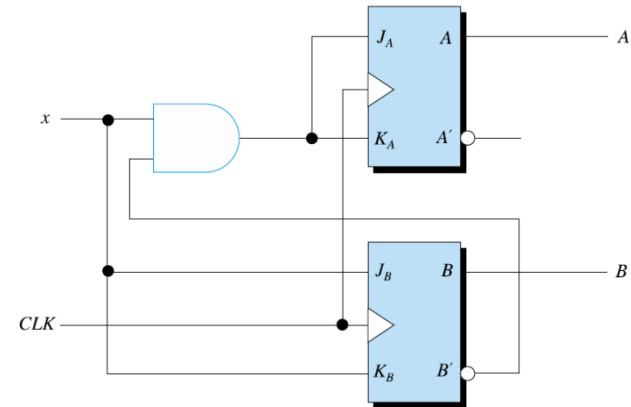 J_A A A
x
K_A A′
J_B B B
CLK
K_B B′